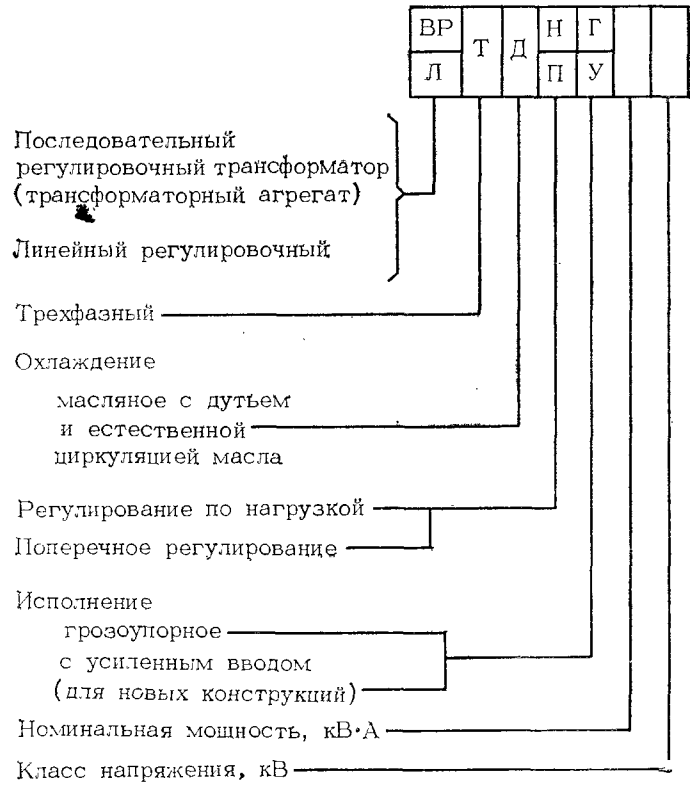 ВР Т Д Н Г
Л П У
Последовательный
регулировочный трансформатор
(трансформаторный агрегат)
Линейный регулировочный
Трехфазный
Охлаждение
масляное с дутьем
и естественной
циркуляцией масла
Регулирование по нагрузкой
Поперечное регулирование
Исполнение
грозоупорное
с усиленным вводом
(для новых конструкций)
Номинальная мощность, кВ·А
Класс напряжения, кВ